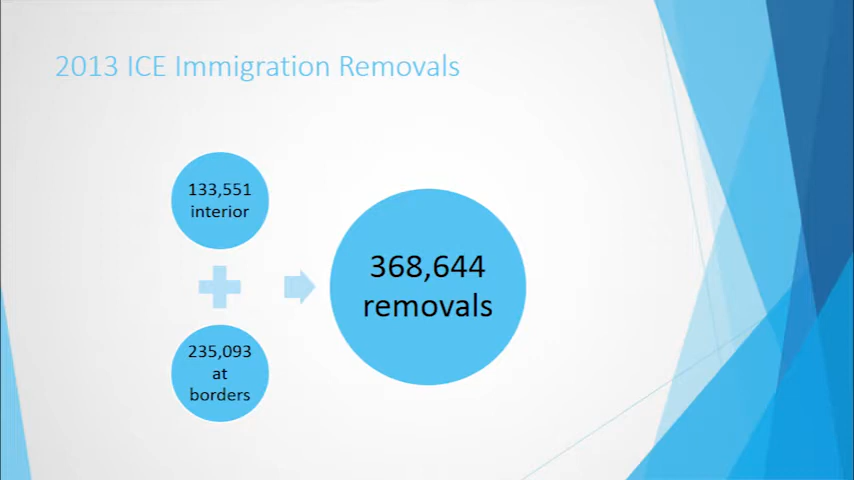 2013 ICE Immigration Removals
133,551
interior
235,093
at
borders
368,644
removals